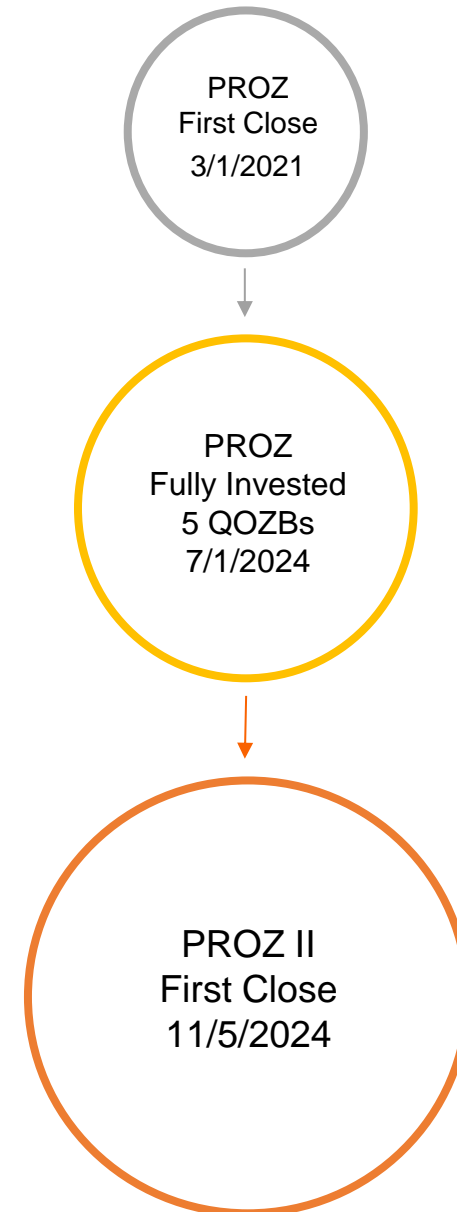 PROZ
First Close
3/1/2021
PROZ
Fully Invested
5 QOZBs
7/1/2024
PROZ II
First Close
11/5/2024